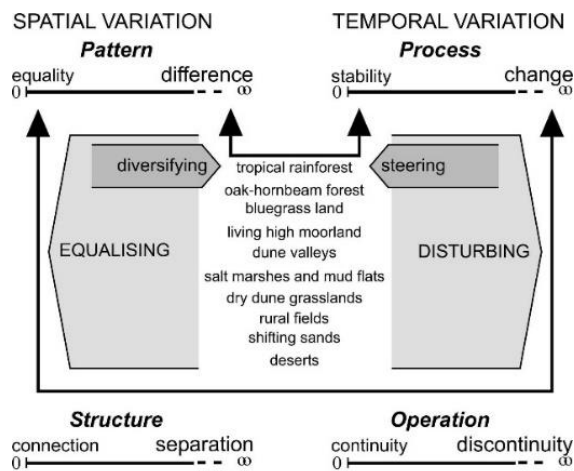 SPATIAL VARIATION
TEMPORAL VARIATION
Pattern
Process
equality
difference
0
∞
stability
change
0
∞
diversifying
steering
tropical rainforest
oak-hornbeam forest
bluegrass land
living high moorland
EQUALISING
DISTURBING
dune valleys
salt marshes and mud flats
dry dune grasslands
rural fields
shifting sands
deserts
Structure
Operation
connection
separation
0
∞
continuity
discontinuity
0
∞